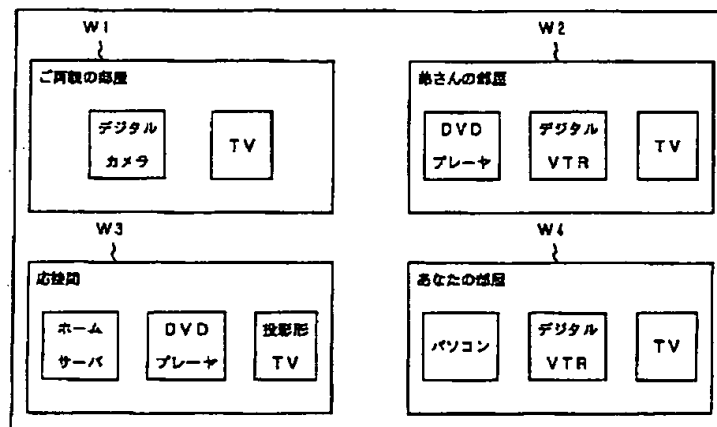 W1
ご両親の部屋
デジタル
カメラ
TV
W2
弟さんの部屋
DVD
プレーヤ
デジタル
VTR
TV
W3
応接間
ホーム
サーバ
DVD
プレーヤ
投影形
TV
W4
あなたの部屋
パソコン
デジタル
VTR
TV